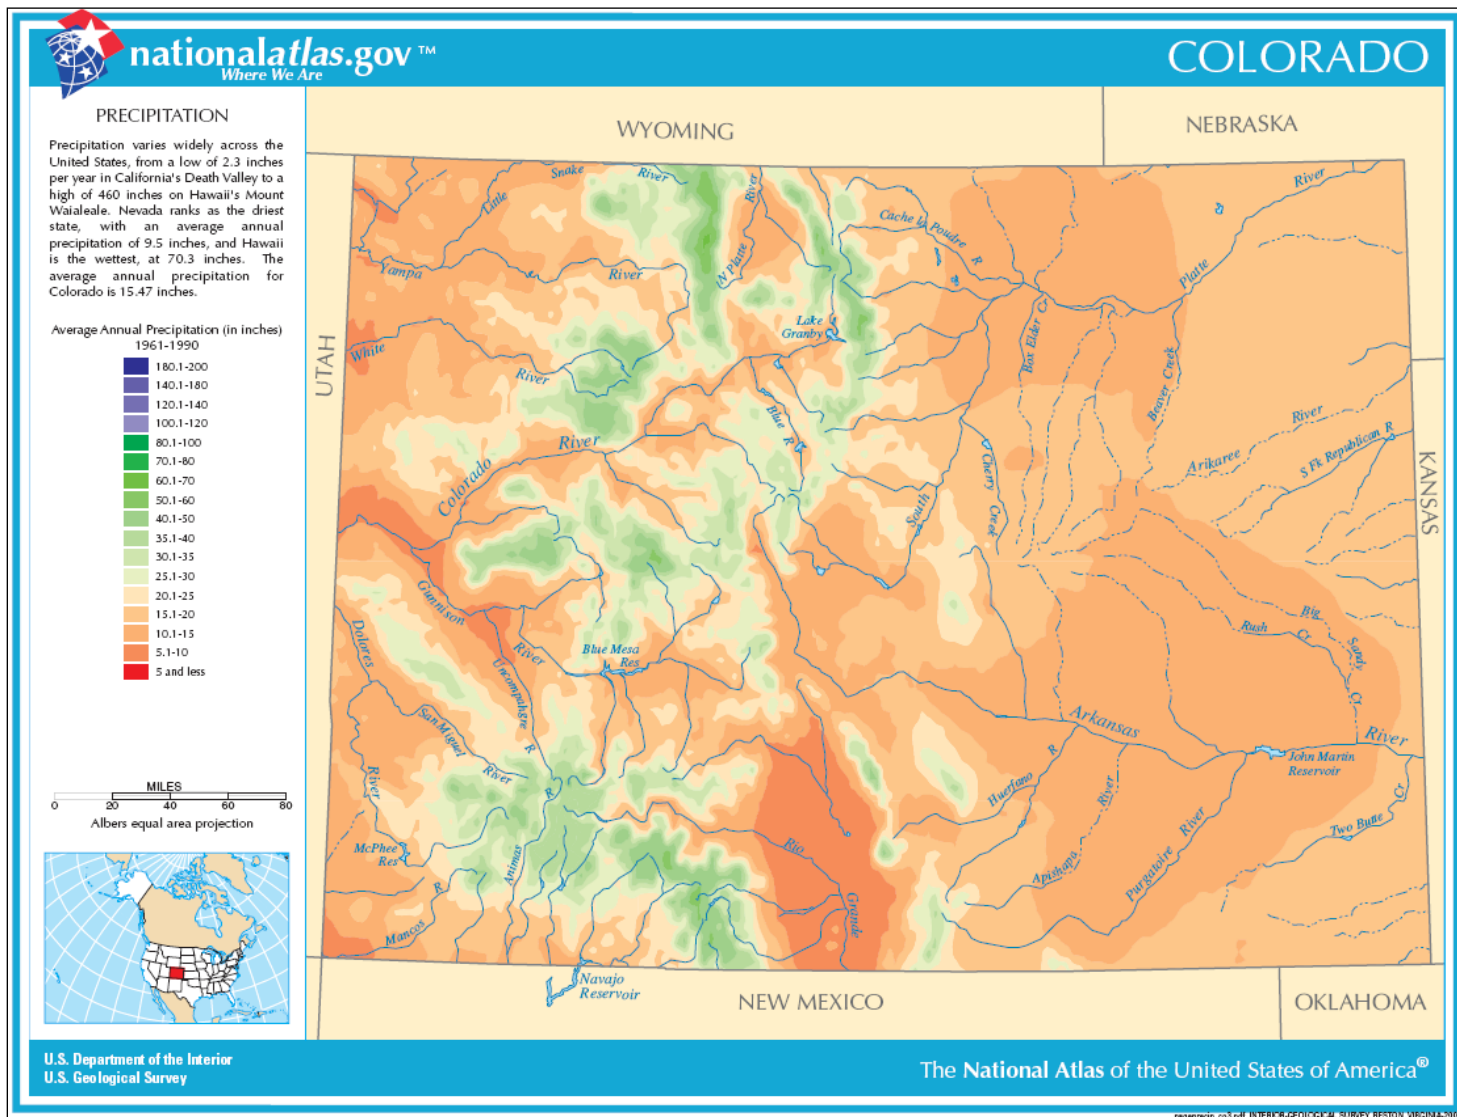 nationalatlas.gov ™
Where We Are
COLORADO
PRECIPITATION
Precipitation varies widely across the
United States, from a low of 2.3 inches
per year in California's Death Valley to a
high of 460 inches on Hawaii's Mount
Waialeale. Nevada ranks as the driest
state, with an average annual
precipitation of 9.5 inches, and Hawaii
is the wettest, at 70.3 inches. The
average annual precipitation for
Colorado is 15.47 inches.
Average Annual Precipitation (in inches)
1961-1990
180.1-200
140.1-180
120.1-140
100.1-120
80.1-100
70.1-80
60.1-70
50.1-60
40.1-50
35.1-40
30.1-35
25.1-30
20.1-25
15.1-20
10.1-15
5.1-10
5 and less
MILES
0 20 40 60 80
Albers equal area projection
WYOMING
NEBRASKA
UTAH
KANSAS
NEW MEXICO
OKLAHOMA
Little Snake River
Yampa River
White River
N Platte River
Cache la Poudre R
Lake
Granby
Box Elder Cr
South Platte River
Beaver Creek
Blue R
Colorado River
Cherry Creek
Arikaree River
S Fk Republican R
Gunnison River
Dolores River
Uncompahgre R
Blue Mesa
Res
San Miguel River
Rush Cr
Big Sandy Cr
Arkansas River
John Martin
Reservoir
Huerfano R
Apishapa River
Purgatoire River
Two Butte Cr
McPhee
Res
Mancos R
Animas R
Rio Grande
Navajo
Reservoir
U.S. Department of the Interior
U.S. Geological Survey
The National Atlas of the United States of America®
INTERIOR-GEOLOGICAL SURVEY, RESTON, VIRGINIA-200